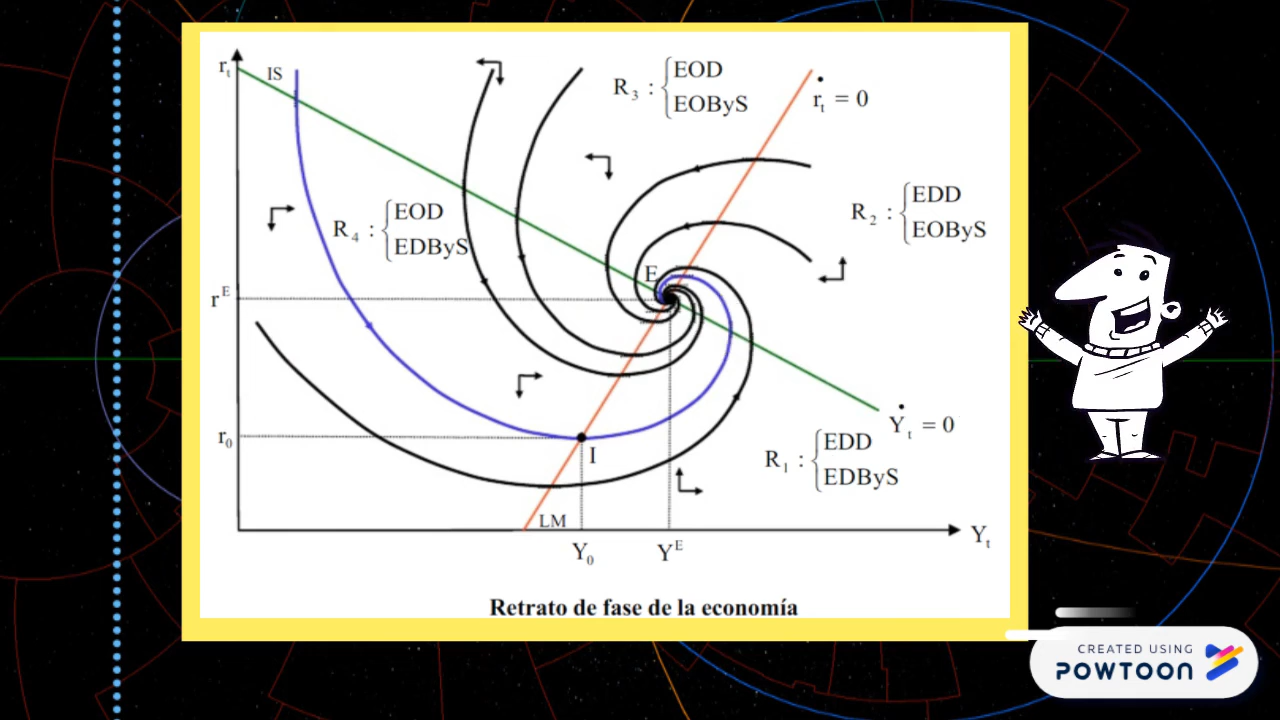 r_t
IS
R_3 : { EOD
EOByS
ṙ_t = 0
R_4 : { EOD
EDByS
R_2 : { EDD
EOByS
E
r^E
r_0
I
Ẏ_t = 0
R_1 : { EDD
EDByS
LM
Y_0
Y^E
Y_t
Retrato de fase de la economía
CREATED USING
POWTOON